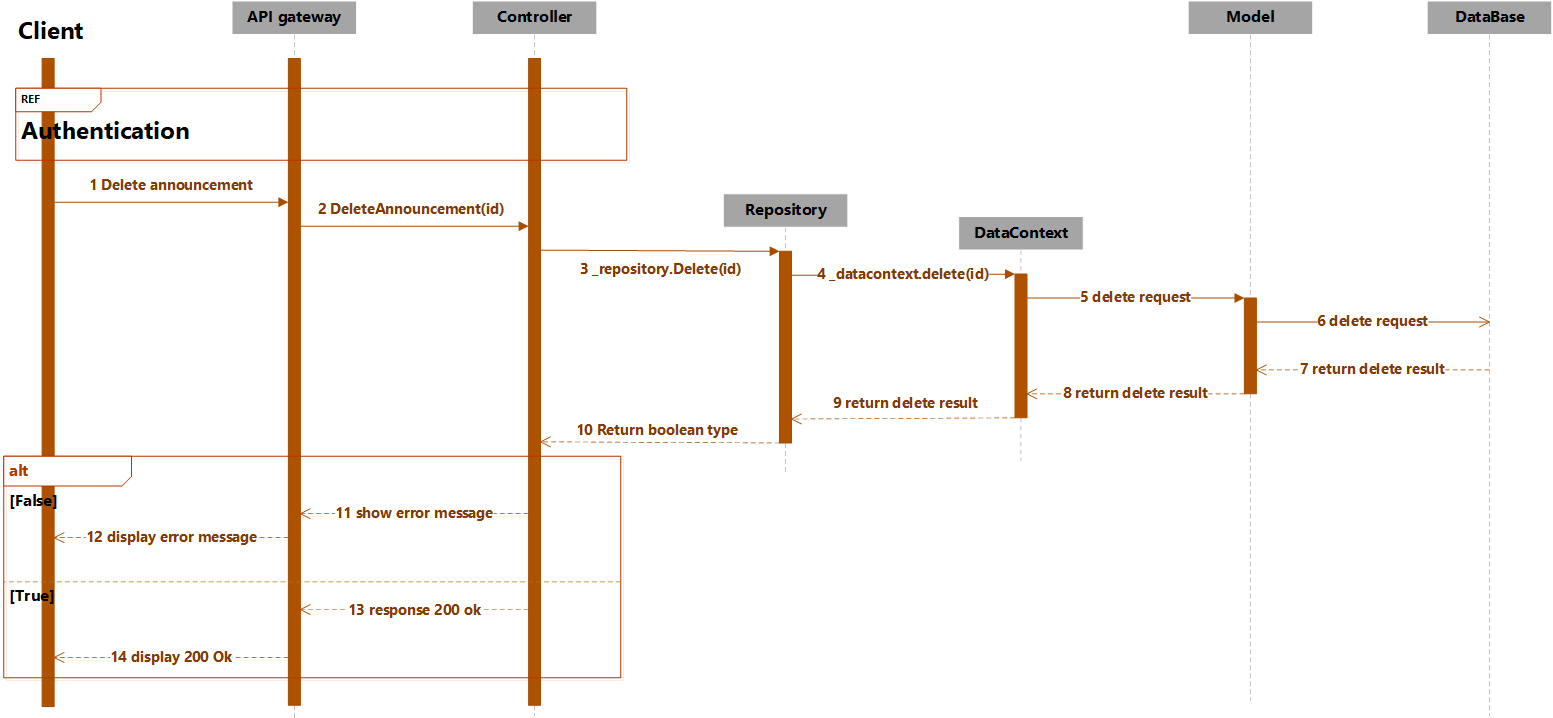 Client
API gateway
Controller
Model
DataBase
REF
Authentication
1 Delete announcement
2 DeleteAnnouncement(id)
Repository
DataContext
3 _repository.Delete(id)
4 _datacontext.delete(id)
5 delete request
6 delete request
7 return delete result
8 return delete result
9 return delete result
10 Return boolean type
alt
[False]
11 show error message
12 display error message
[True]
13 response 200 ok
14 display 200 Ok